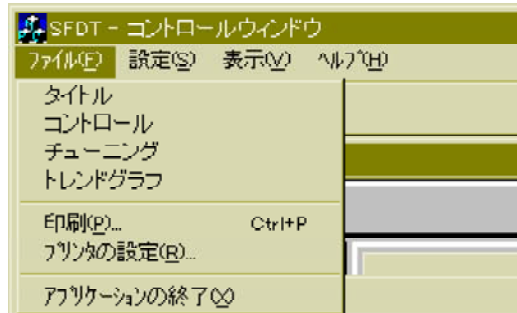 SFDT - コントロールウィンドウ
ﾌｧｲﾙ(F) 設定(S) 表示(V) ﾍﾙﾌﾟ(H)
タイトル
コントロール
チューニング
トレンドグラフ
印刷(P)... Ctrl+P
ﾌﾟﾘﾝﾀの設定(R)...
ｱﾌﾟﾘｹｰｼｮﾝの終了(X)